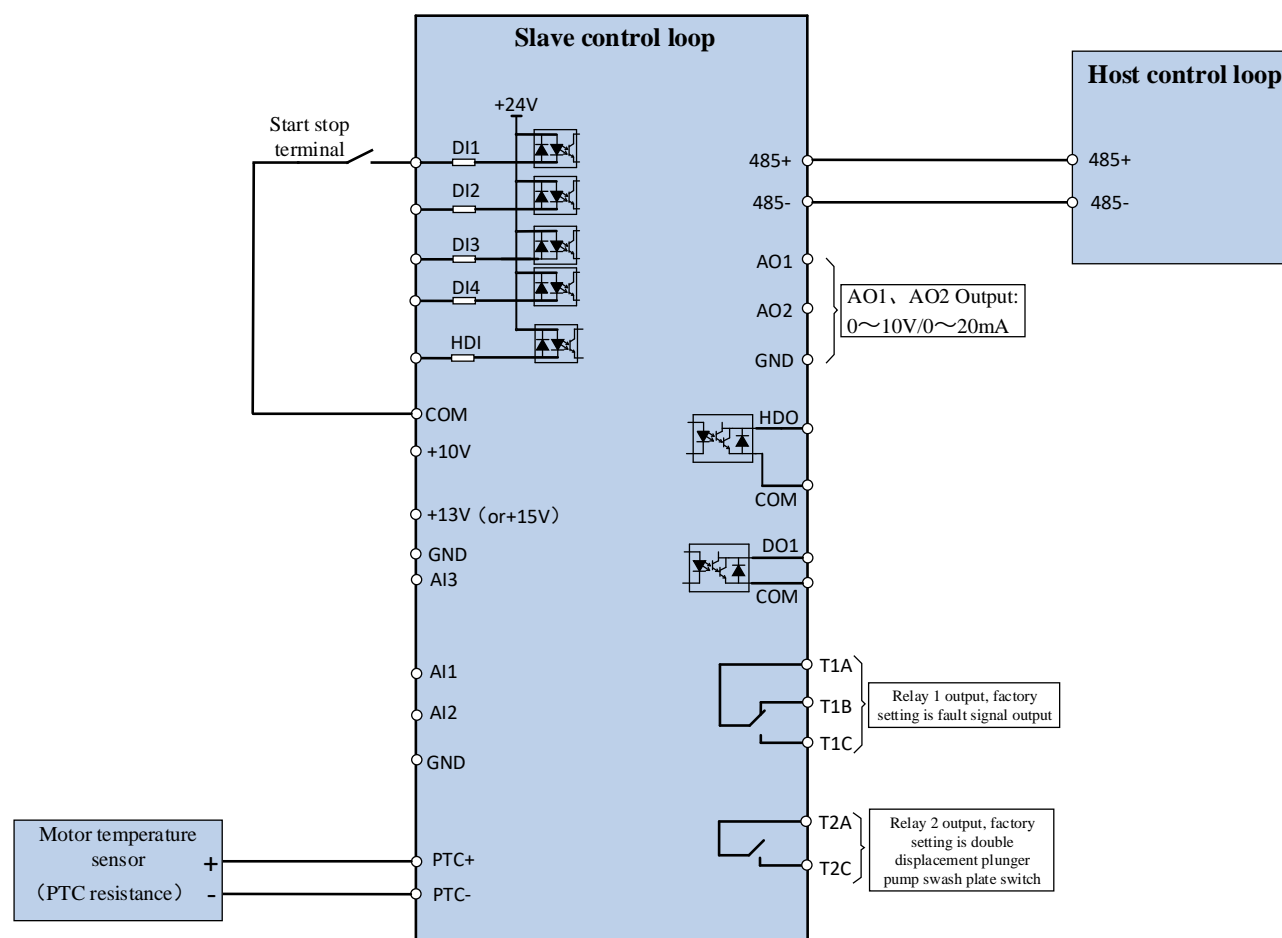 Slave control loop
Host control loop
+24V
Start stop
terminal
DI1
DI2
DI3
DI4
HDI
COM
+10V
+13V（or+15V）
GND
AI3
AI1
AI2
GND
PTC+
PTC-
Motor temperature
sensor
（PTC resistance）
+
-
485+
485-
485+
485-
AO1
AO2
GND
AO1、AO2 Output:
0～10V/0～20mA
HDO
COM
DO1
COM
T1A
T1B
T1C
Relay 1 output, factory
setting is fault signal output
T2A
T2C
Relay 2 output, factory
setting is double
displacement plunger
pump swash plate switch